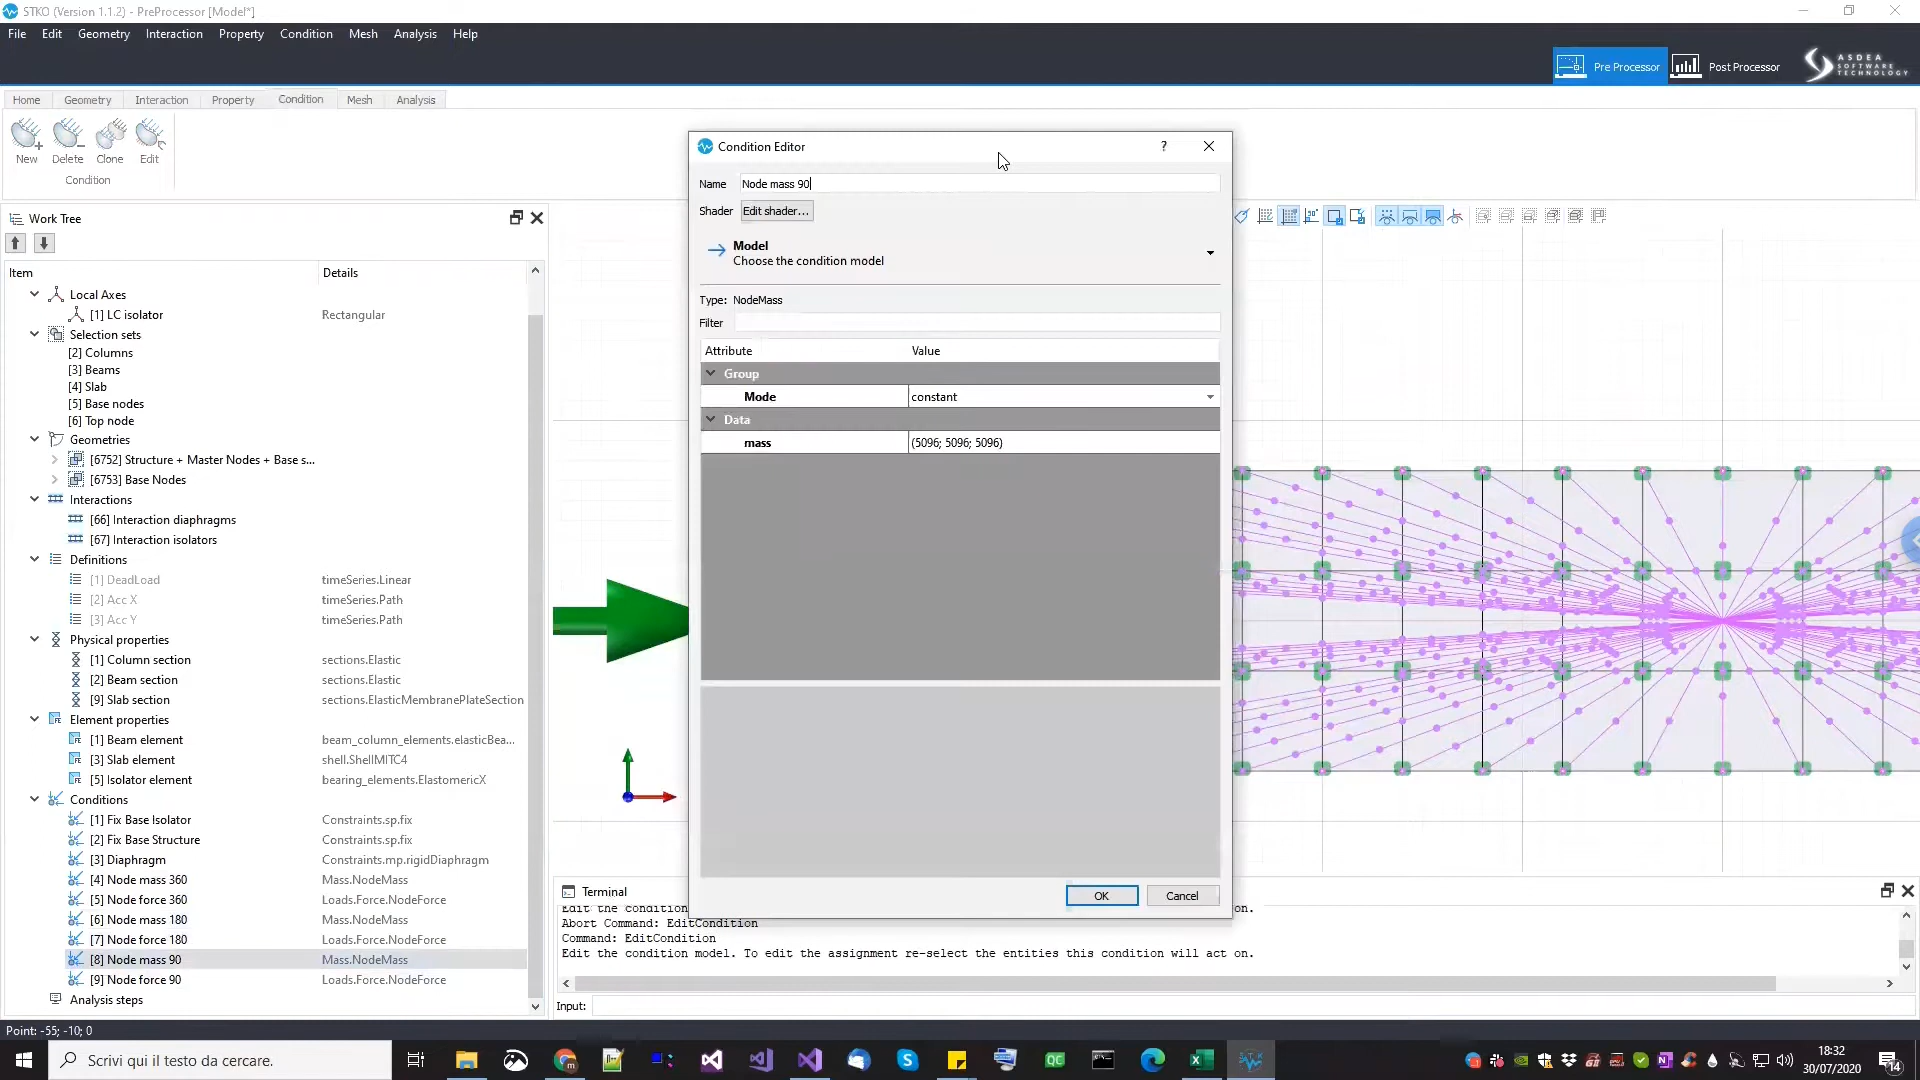 STKO (Version 1.1.2) - PreProcessor [Model*]
File Edit Geometry Interaction Property Condition Mesh Analysis Help
Pre Processor
Post Processor
ASDEA
SOFTWARE
TECHNOLOGY
Home Geometry Interaction Property Condition Mesh Analysis
New Delete Clone Edit
Condition
Work Tree
Item Details
Local Axes
[1] LC isolator Rectangular
Selection sets
[2] Columns
[3] Beams
[4] Slab
[5] Base nodes
[6] Top node
Geometries
[6752] Structure + Master Nodes + Base s...
[6753] Base Nodes
Interactions
[66] Interaction diaphragms
[67] Interaction isolators
Definitions
[1] DeadLoad timeSeries.Linear
[2] Acc X timeSeries.Path
[3] Acc Y timeSeries.Path
Physical properties
[1] Column section sections.Elastic
[2] Beam section sections.Elastic
[9] Slab section sections.ElasticMembranePlateSection
Element properties
[1] Beam element beam_column_elements.elasticBea...
[3] Slab element shell.ShellMITC4
[5] Isolator element bearing_elements.ElastomericX
Conditions
[1] Fix Base Isolator Constraints.sp.fix
[2] Fix Base Structure Constraints.sp.fix
[3] Diaphragm Constraints.mp.rigidDiaphragm
[4] Node mass 360 Mass.NodeMass
[5] Node force 360 Loads.Force.NodeForce
[6] Node mass 180 Mass.NodeMass
[7] Node force 180 Loads.Force.NodeForce
[8] Node mass 90 Mass.NodeMass
[9] Node force 90 Loads.Force.NodeForce
Analysis steps
Condition Editor ?
Name Node mass 90
Shader Edit shader...
Model
Choose the condition model
Type: NodeMass
Filter
Attribute Value
Group
Mode constant
Data
mass (5096; 5096; 5096)
OK Cancel
Terminal
Edit the condition on.
Abort Command: EditCondition
Command: EditCondition
Edit the condition model. To edit the assignment re-select the entities this condition will act on.
Input:
Point: -55; -10; 0
Scrivi qui il testo da cercare.
18:32
30/07/2020
14